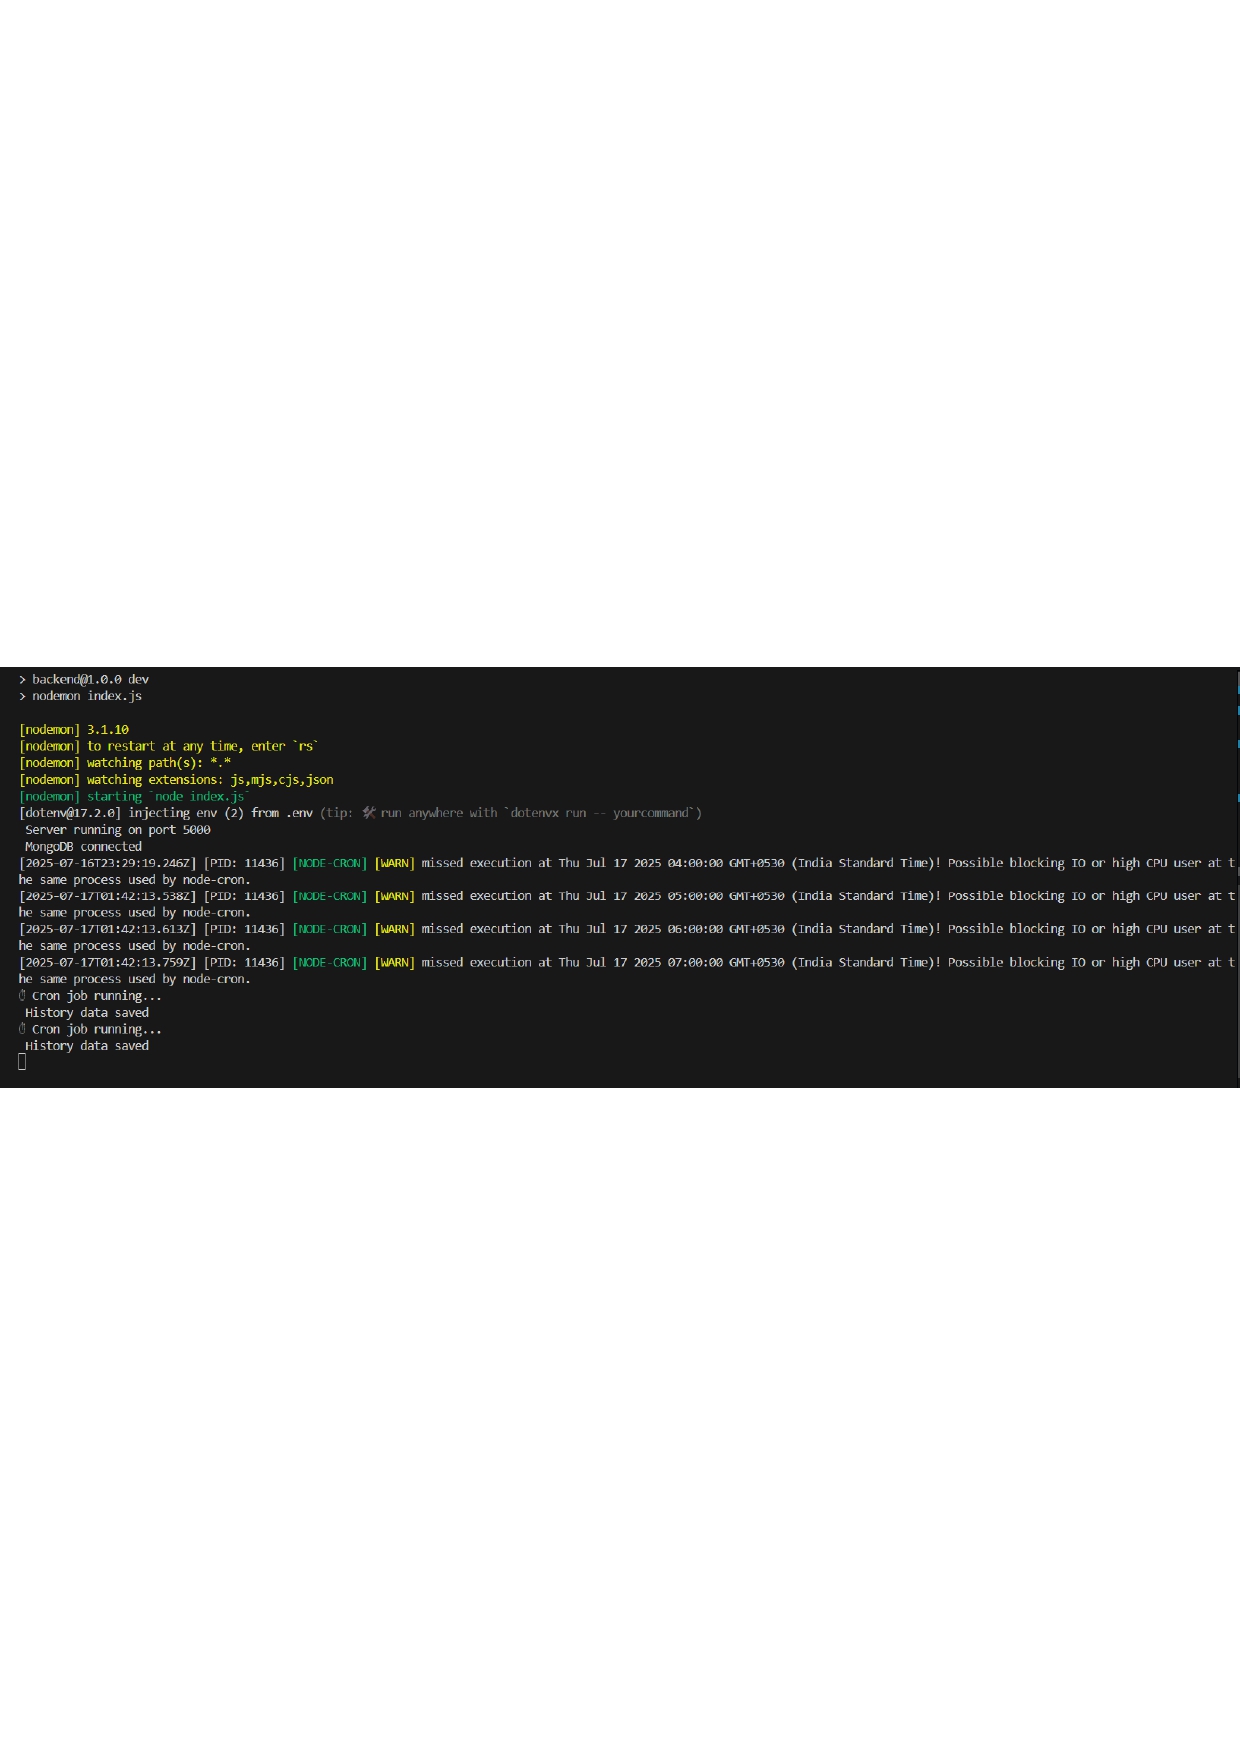 > backend@1.0.0 dev
> nodemon index.js
[nodemon] 3.1.10
[nodemon] to restart at any time, enter `rs`
[nodemon] watching path(s): *.*
[nodemon] watching extensions: js,mjs,cjs,json
[nodemon] starting `node index.js`
[dotenv@17.2.0] injecting env (2) from .env (tip: 🛠️ run anywhere with `dotenvx run -- yourcommand`)
Server running on port 5000
MongoDB connected
[2025-07-16T23:29:19.246Z] [PID: 11436] [NODE-CRON] [WARN] missed execution at Thu Jul 17 2025 04:00:00 GMT+0530 (India Standard Time)! Possible blocking IO or high CPU user at t
he same process used by node-cron.
[2025-07-17T01:42:13.538Z] [PID: 11436] [NODE-CRON] [WARN] missed execution at Thu Jul 17 2025 05:00:00 GMT+0530 (India Standard Time)! Possible blocking IO or high CPU user at t
he same process used by node-cron.
[2025-07-17T01:42:13.613Z] [PID: 11436] [NODE-CRON] [WARN] missed execution at Thu Jul 17 2025 06:00:00 GMT+0530 (India Standard Time)! Possible blocking IO or high CPU user at t
he same process used by node-cron.
[2025-07-17T01:42:13.759Z] [PID: 11436] [NODE-CRON] [WARN] missed execution at Thu Jul 17 2025 07:00:00 GMT+0530 (India Standard Time)! Possible blocking IO or high CPU user at t
he same process used by node-cron.
⏱ Cron job running...
History data saved
⏱ Cron job running...
History data saved